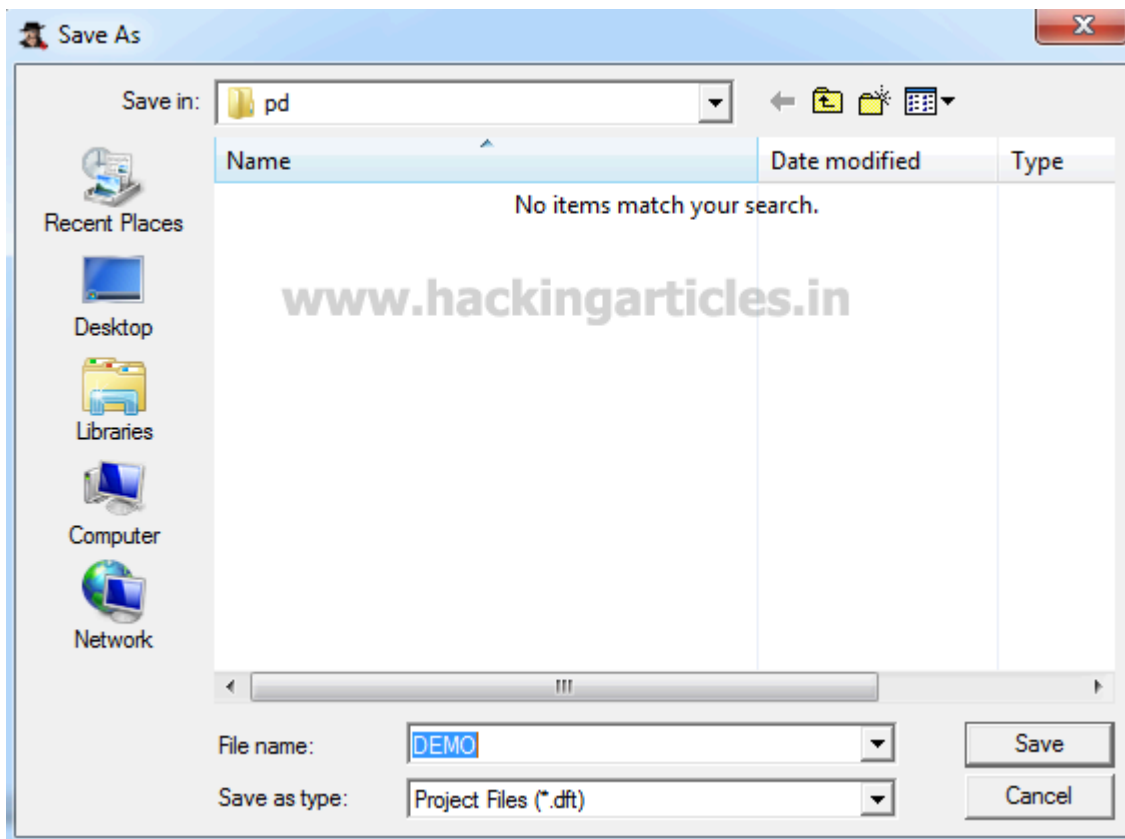 Save As
Save in: pd
Name Date modified Type
No items match your search.
www.hackingarticles.in
Recent Places
Desktop
Libraries
Computer
Network
File name: DEMO Save
Save as type: Project Files (*.dft) Cancel